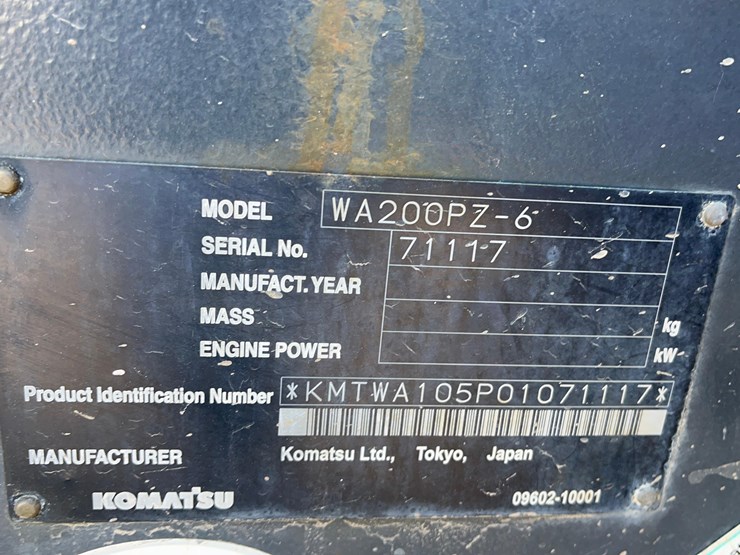 MODEL WA200PZ-6
SERIAL No. 71117
MANUFACT. YEAR
MASS kg
ENGINE POWER kW
Product Identification Number *KMTWA105P01071117*
MANUFACTURER Komatsu Ltd., Tokyo, Japan
KOMATSU 09602-10001